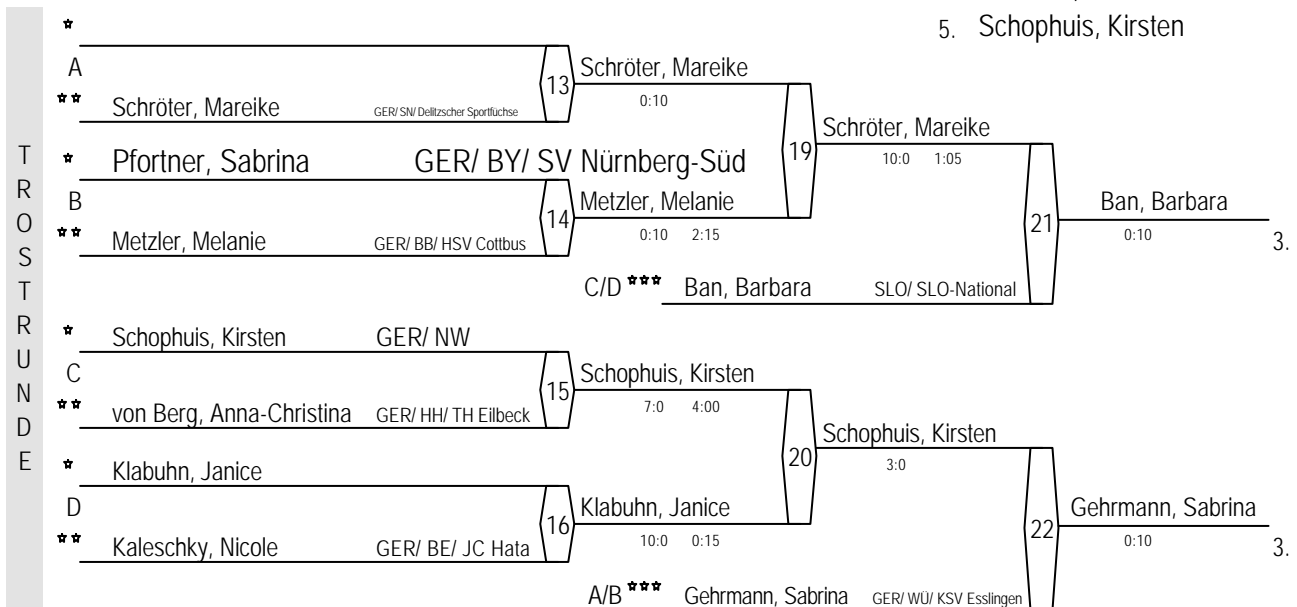 5. Schophuis, Kirsten
TROSTRUNDE
A
13
Schröter, Mareike
Schröter, Mareike GER/ SN/ Delitzscher Sportfüchse
0:10
Schröter, Mareike
19
10:0 1:05
Pfortner, Sabrina GER/ BY/ SV Nürnberg-Süd
B
14
Metzler, Melanie
Metzler, Melanie GER/ BB/ HSV Cottbus
0:10 2:15
21
Ban, Barbara
0:10
3.
C/D Ban, Barbara SLO/ SLO-National
Schophuis, Kirsten GER/ NW
C
15
Schophuis, Kirsten
von Berg, Anna-Christina GER/ HH/ TH Eilbeck
7:0 4:00
Schophuis, Kirsten
20
3:0
Klabuhn, Janice
D
16
Klabuhn, Janice
Kaleschky, Nicole GER/ BE/ JC Hata
10:0 0:15
22
Gehrmann, Sabrina
0:10
3.
A/B Gehrmann, Sabrina GER/ WÜ/ KSV Esslingen